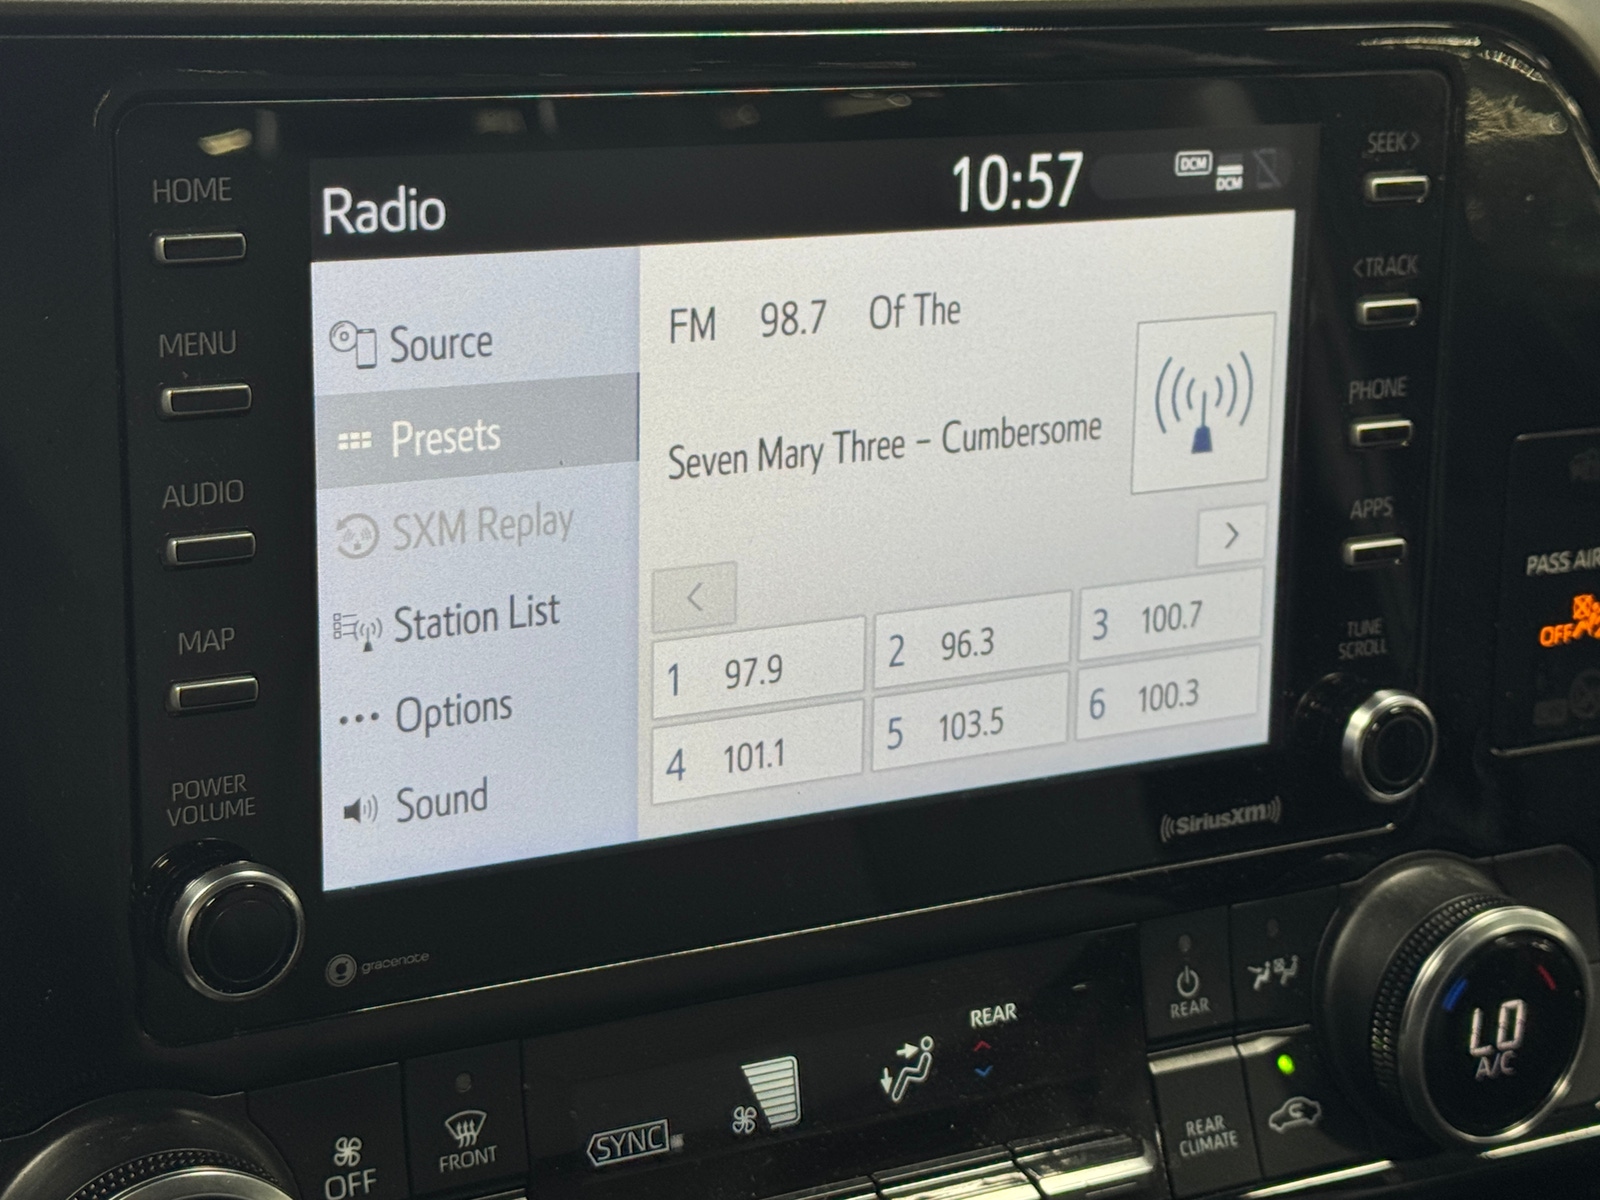 HOME
MENU
AUDIO
MAP
POWER
VOLUME
Radio
10:57
DCM
DCM
Source
Presets
SXM Replay
Station List
Options
Sound
FM 98.7 Of The
Seven Mary Three – Cumbersome
<
>
1 97.9
2 96.3
3 100.7
4 101.1
5 103.5
6 100.3
SEEK>
<TRACK
PHONE
APPS
TUNE
SCROLL
PASS AIR
OFF
((SiriusXM))
gracenote
OFF
FRONT
SYNC
REAR
REAR
REAR
CLIMATE
LO
A/C